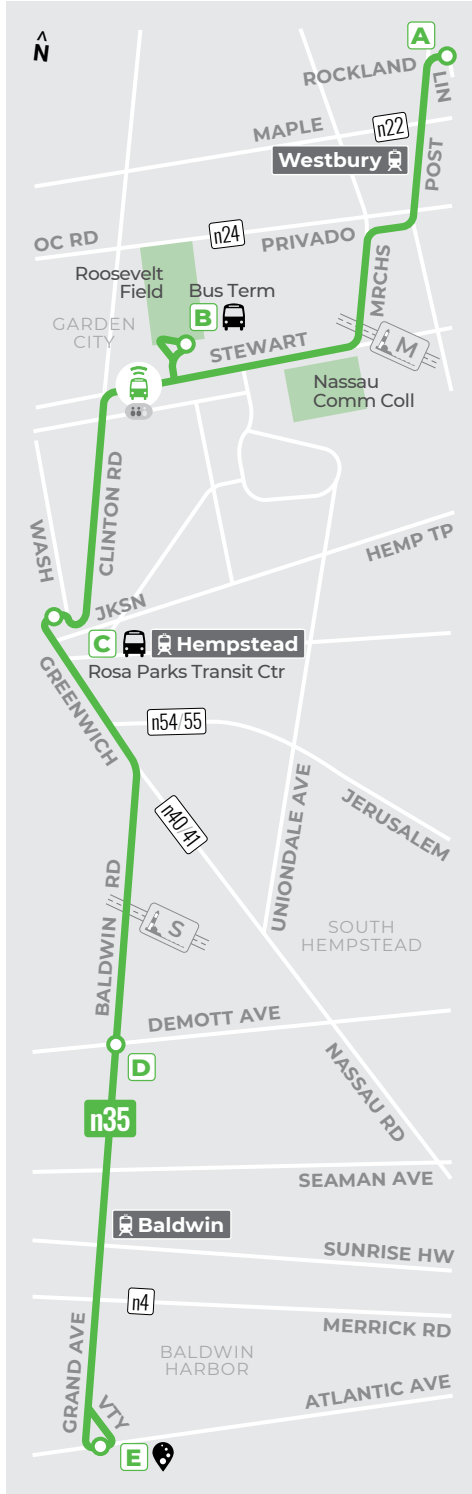 N
A
ROCKLAND
LIN
n22
MAPLE
Westbury
POST
OC RD
n24
PRIVADO
Roosevelt
Field
Bus Term
B
MRCHS
GARDEN
CITY
STEWART
M
Nassau
Comm Coll
CLINTON RD
WASH
HEMP TP
JKSN
C
Hempstead
Rosa Parks Transit Ctr
GREENWICH
n54/55
n40/41
UNIONDALE AVE
JERUSALEM
BALDWIN RD
S
SOUTH
HEMPSTEAD
DEMOTT AVE
D
NASSAU RD
n35
SEAMAN AVE
Baldwin
SUNRISE HW
n4
MERRICK RD
GRAND AVE
BALDWIN
HARBOR
VTY
ATLANTIC AVE
E